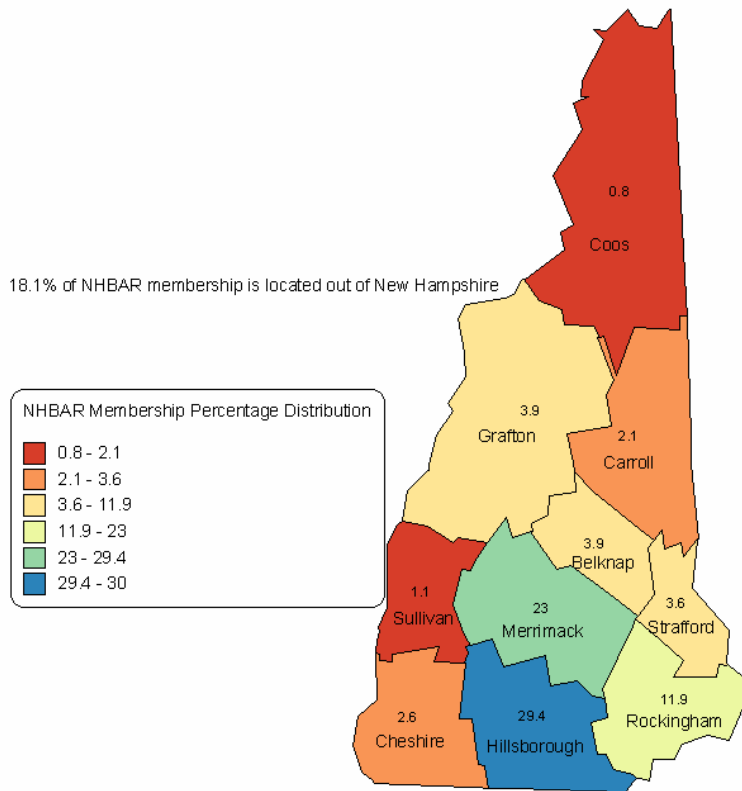 0.8
Coos
18.1% of NHBAR membership is located out of New Hampshire
NHBAR Membership Percentage Distribution
0.8 - 2.1
2.1 - 3.6
3.6 - 11.9
11.9 - 23
23 - 29.4
29.4 - 30
3.9
Grafton
2.1
Carroll
3.9
Belknap
1.1
Sullivan
23
Merrimack
3.6
Strafford
2.6
Cheshire
29.4
Hillsborough
11.9
Rockingham